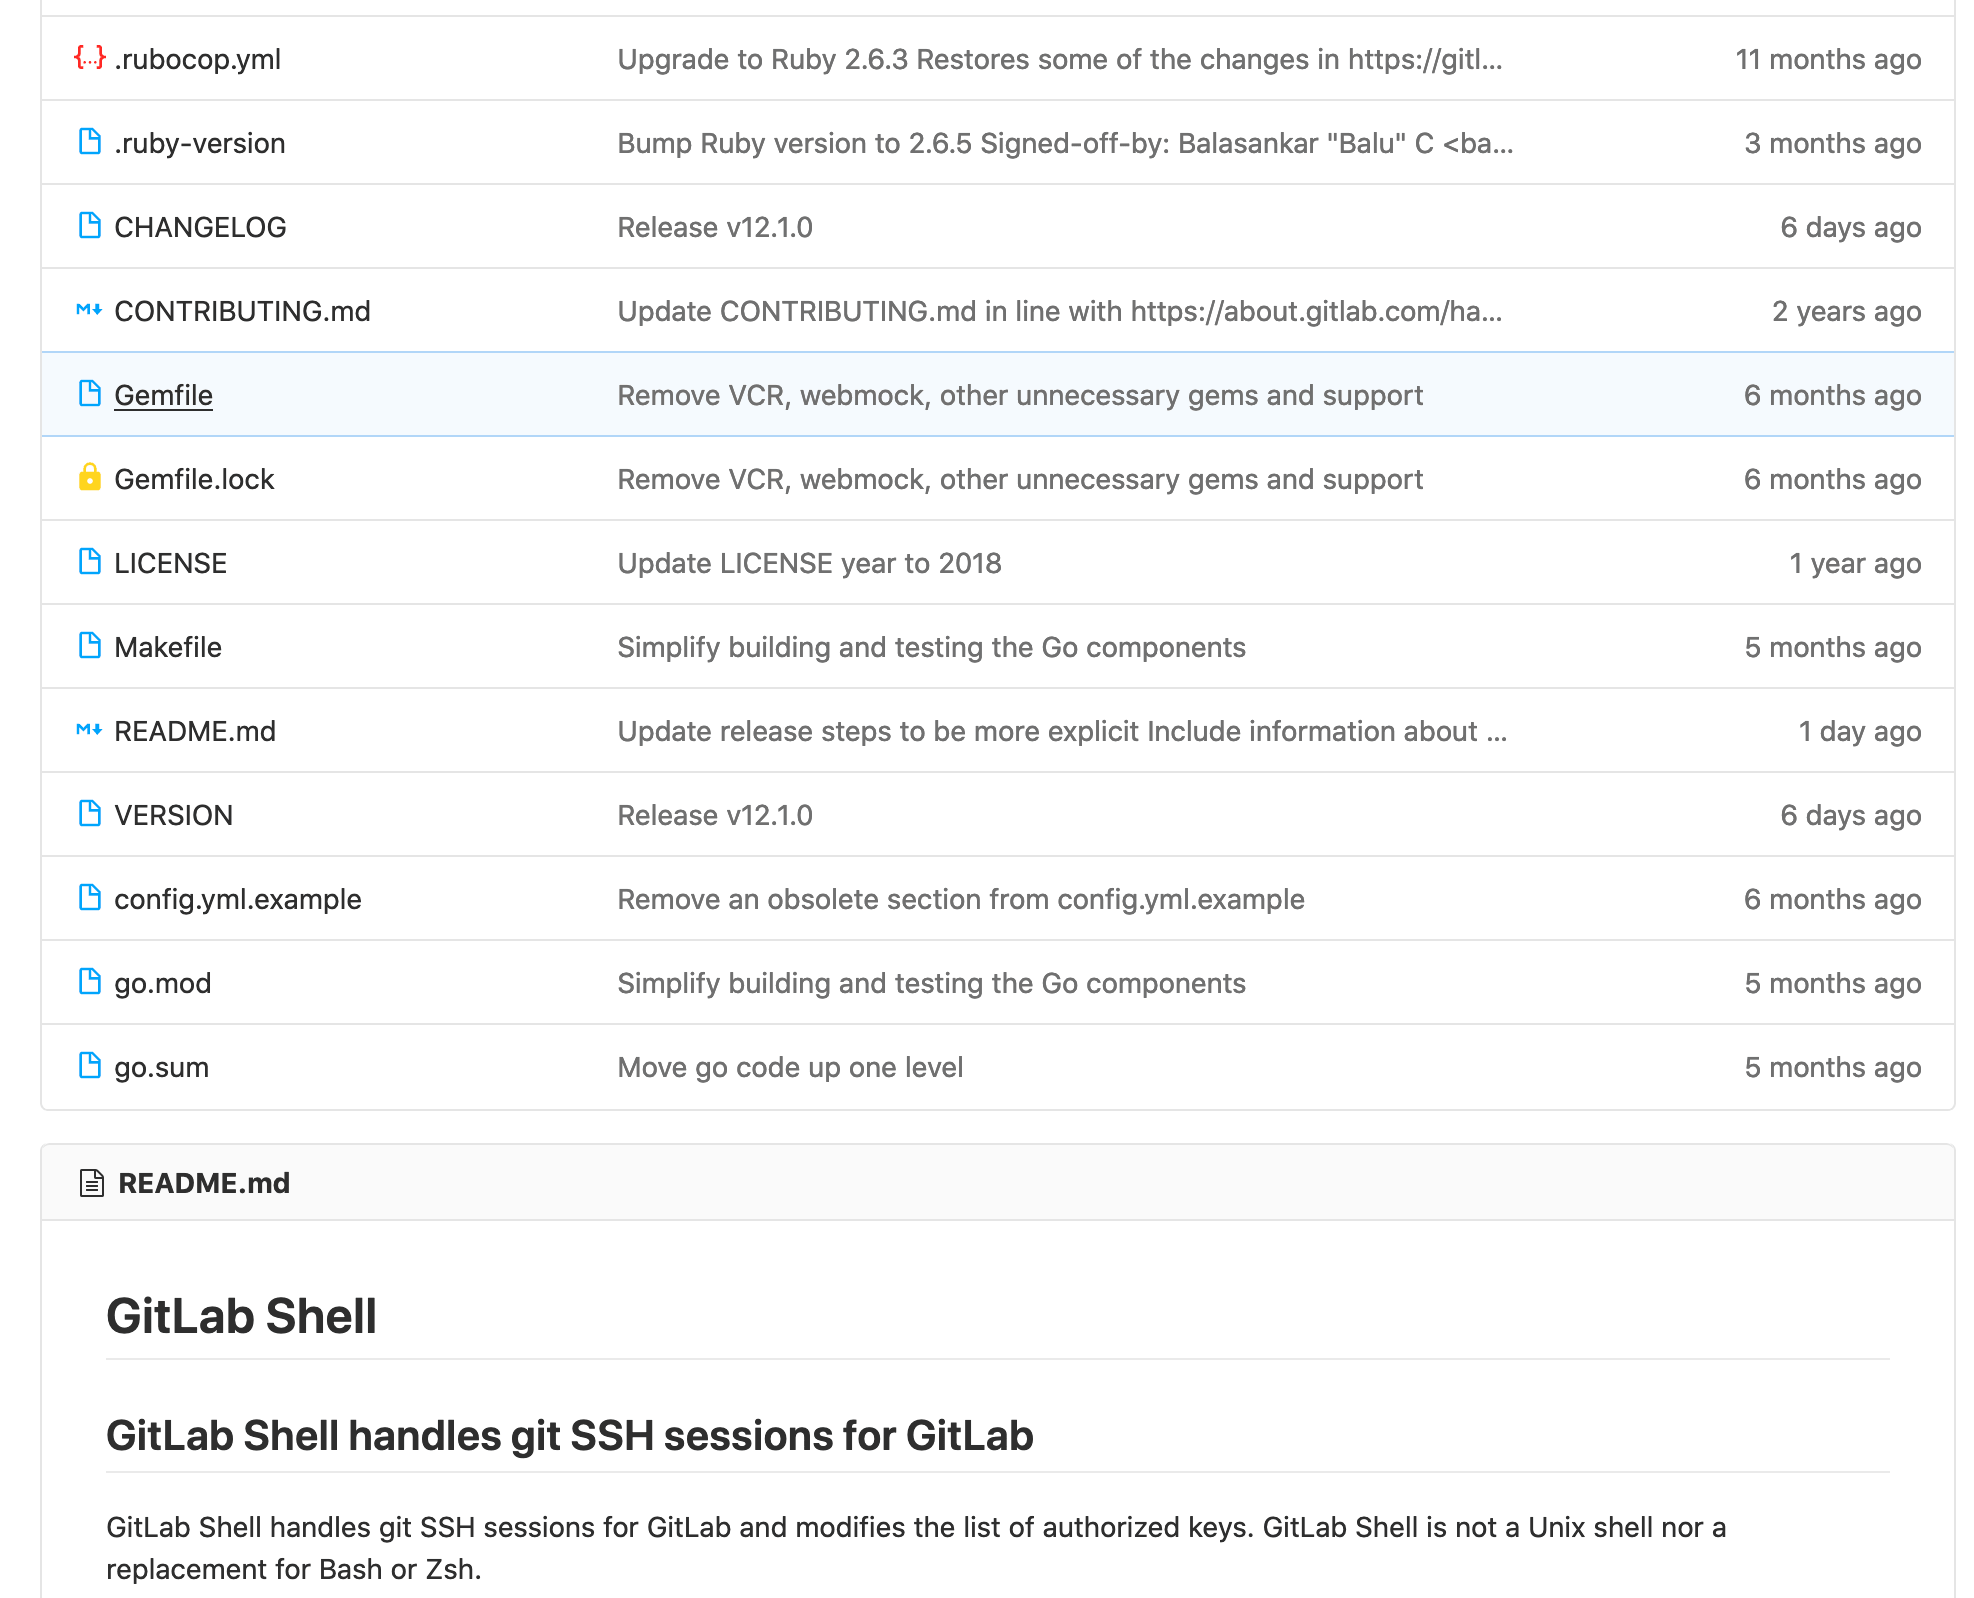 .rubocop.yml Upgrade to Ruby 2.6.3 Restores some of the changes in https://gitl... 11 months ago
.ruby-version Bump Ruby version to 2.6.5 Signed-off-by: Balasankar "Balu" C <ba... 3 months ago
CHANGELOG Release v12.1.0 6 days ago
CONTRIBUTING.md Update CONTRIBUTING.md in line with https://about.gitlab.com/ha... 2 years ago
Gemfile Remove VCR, webmock, other unnecessary gems and support 6 months ago
Gemfile.lock Remove VCR, webmock, other unnecessary gems and support 6 months ago
LICENSE Update LICENSE year to 2018 1 year ago
Makefile Simplify building and testing the Go components 5 months ago
README.md Update release steps to be more explicit Include information about ... 1 day ago
VERSION Release v12.1.0 6 days ago
config.yml.example Remove an obsolete section from config.yml.example 6 months ago
go.mod Simplify building and testing the Go components 5 months ago
go.sum Move go code up one level 5 months ago
README.md
GitLab Shell
GitLab Shell handles git SSH sessions for GitLab
GitLab Shell handles git SSH sessions for GitLab and modifies the list of authorized keys. GitLab Shell is not a Unix shell nor a
replacement for Bash or Zsh.